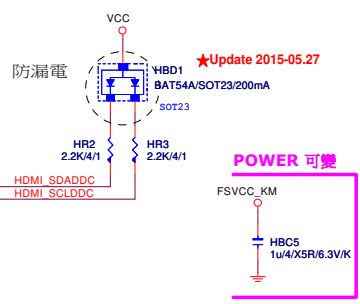 VCC
★Update 2015-05.27
防漏電
HBD1
BAT54A/SOT23/200mA
SOT23
HR2
2.2K/4/1
HR3
2.2K/4/1
HDMI_SDADDC
HDMI_SCLDDC
POWER 可變
FSVCC_KM
HBC5
1u/4/X5R/6.3V/K